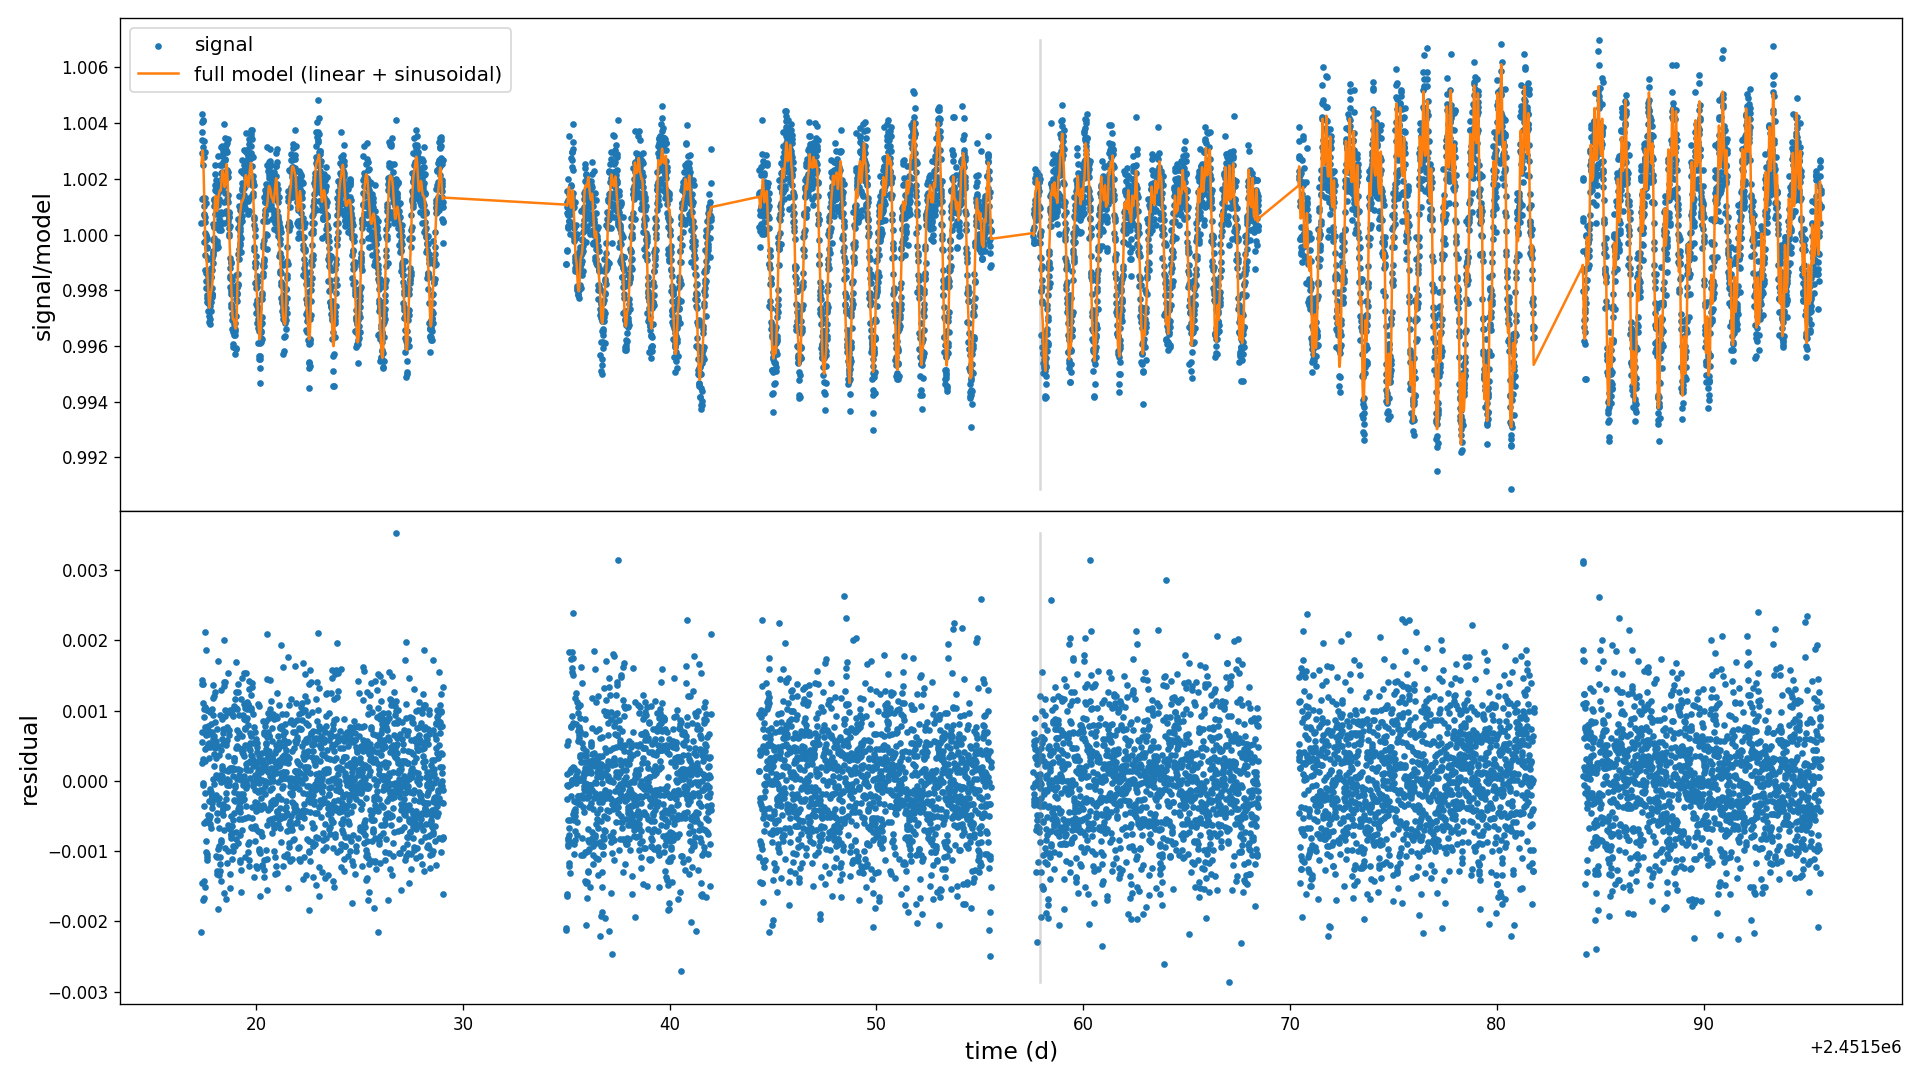 signal
full model (linear + sinusoidal)
signal/model
1.006
1.004
1.002
1.000
0.998
0.996
0.994
0.992
residual
0.003
0.002
0.001
0.000
−0.001
−0.002
−0.003
20 30 40 50 60 70 80 90
time (d)
+2.4515e6